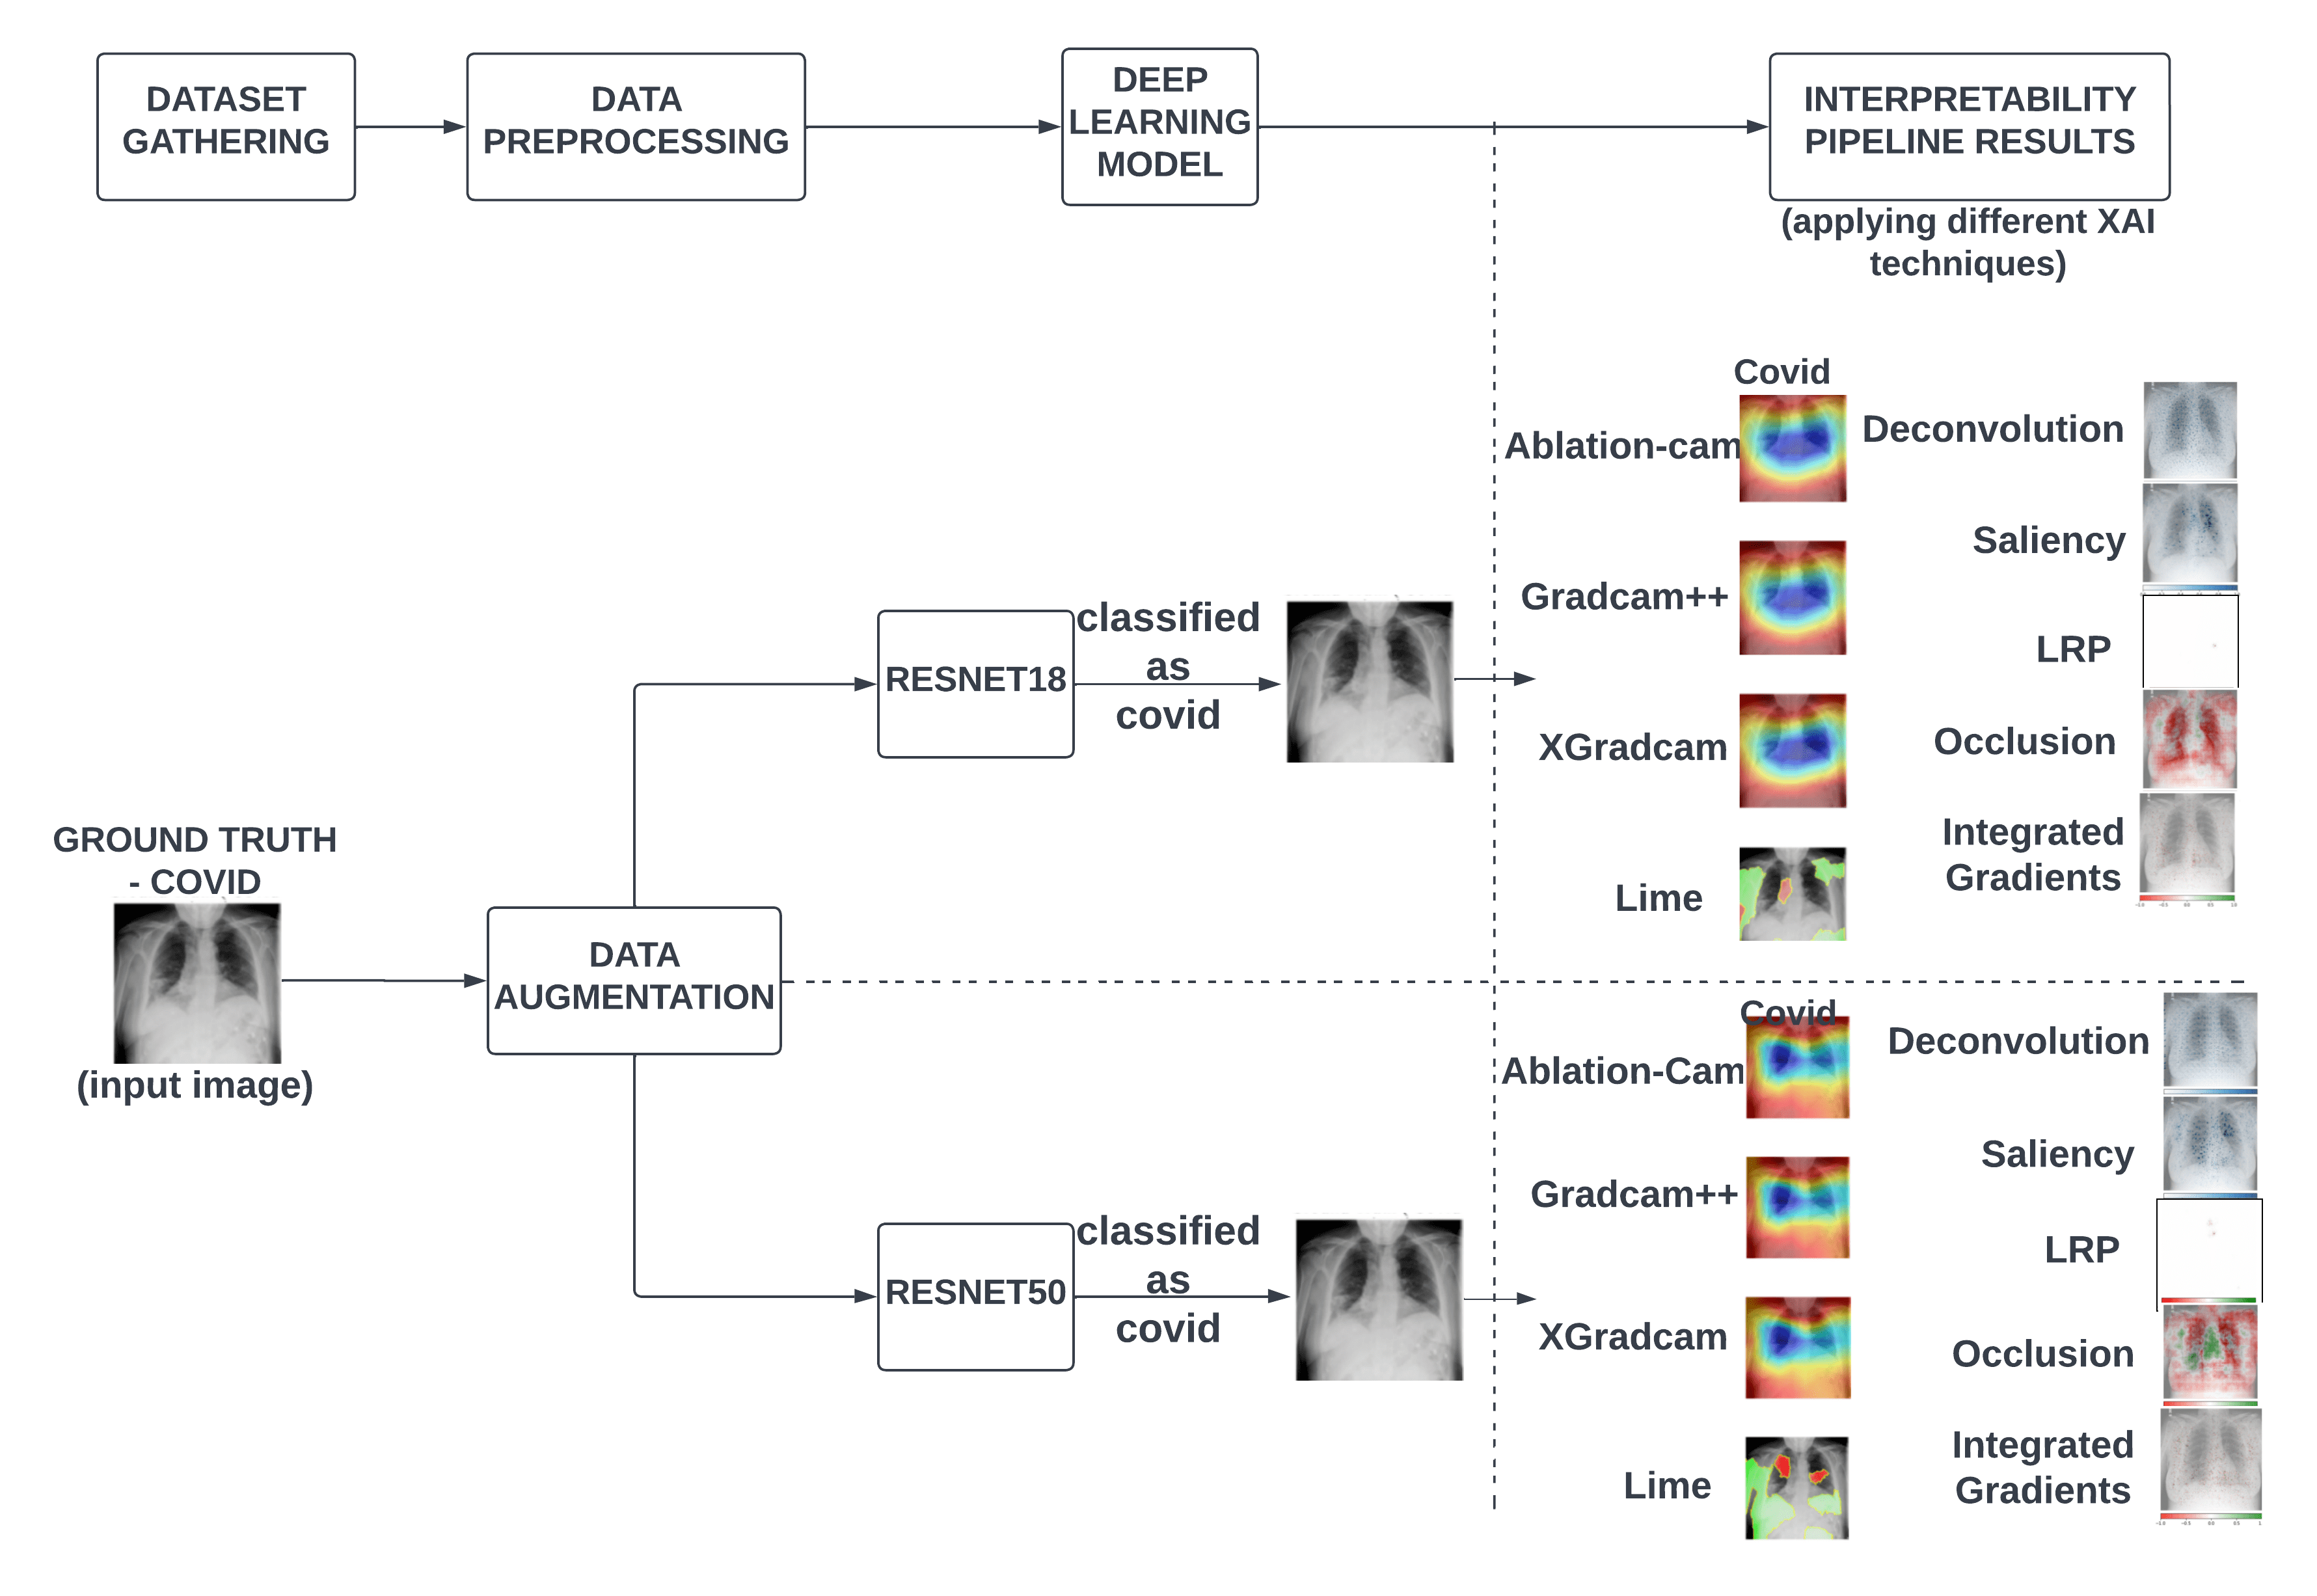 DATASET
GATHERING
DATA
PREPROCESSING
DEEP
LEARNING
MODEL
INTERPRETABILITY
PIPELINE RESULTS
(applying different XAI
techniques)
GROUND TRUTH
- COVID
(input image)
DATA
AUGMENTATION
RESNET18
classified
as
covid
Covid
Ablation-cam
Gradcam++
XGradcam
Lime
Deconvolution
Saliency
LRP
Occlusion
Integrated
Gradients
RESNET50
classified
as
covid
Covid
Ablation-Cam
Gradcam++
XGradcam
Lime
Deconvolution
Saliency
LRP
Occlusion
Integrated
Gradients